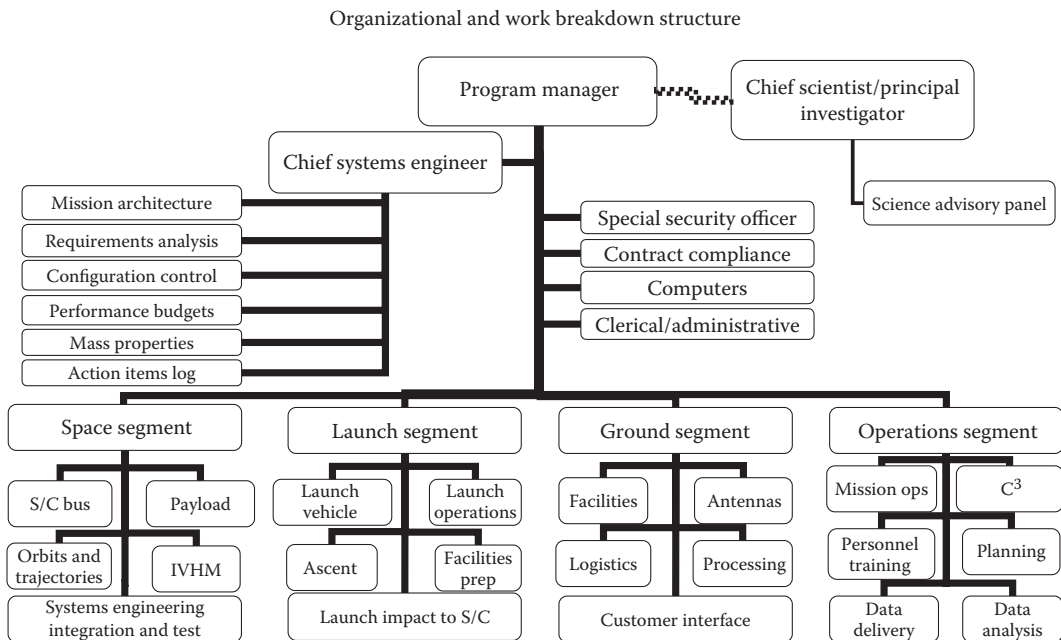 Organizational and work breakdown structure
Program manager
Chief scientist/principal
investigator
Chief systems engineer
Science advisory panel
Mission architecture
Requirements analysis
Configuration control
Performance budgets
Mass properties
Action items log
Special security officer
Contract compliance
Computers
Clerical/administrative
Space segment
S/C bus
Payload
Orbits and
trajectories
IVHM
Systems engineering
integration and test
Launch segment
Launch
vehicle
Launch
operations
Ascent
Facilities
prep
Launch impact to S/C
Ground segment
Facilities
Antennas
Logistics
Processing
Customer interface
Operations segment
Mission ops
C³
Personnel
training
Planning
Data
delivery
Data
analysis